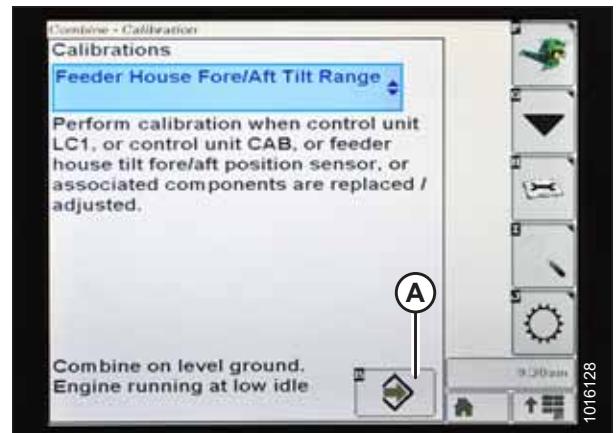 Combine - Calibration
Calibrations
Feeder House Fore/Aft Tilt Range
Perform calibration when control unit
LC1, or control unit CAB, or feeder
house tilt fore/aft position sensor, or
associated components are replaced /
adjusted.
A
Combine on level ground.
Engine running at low idle
9:20am
1016128